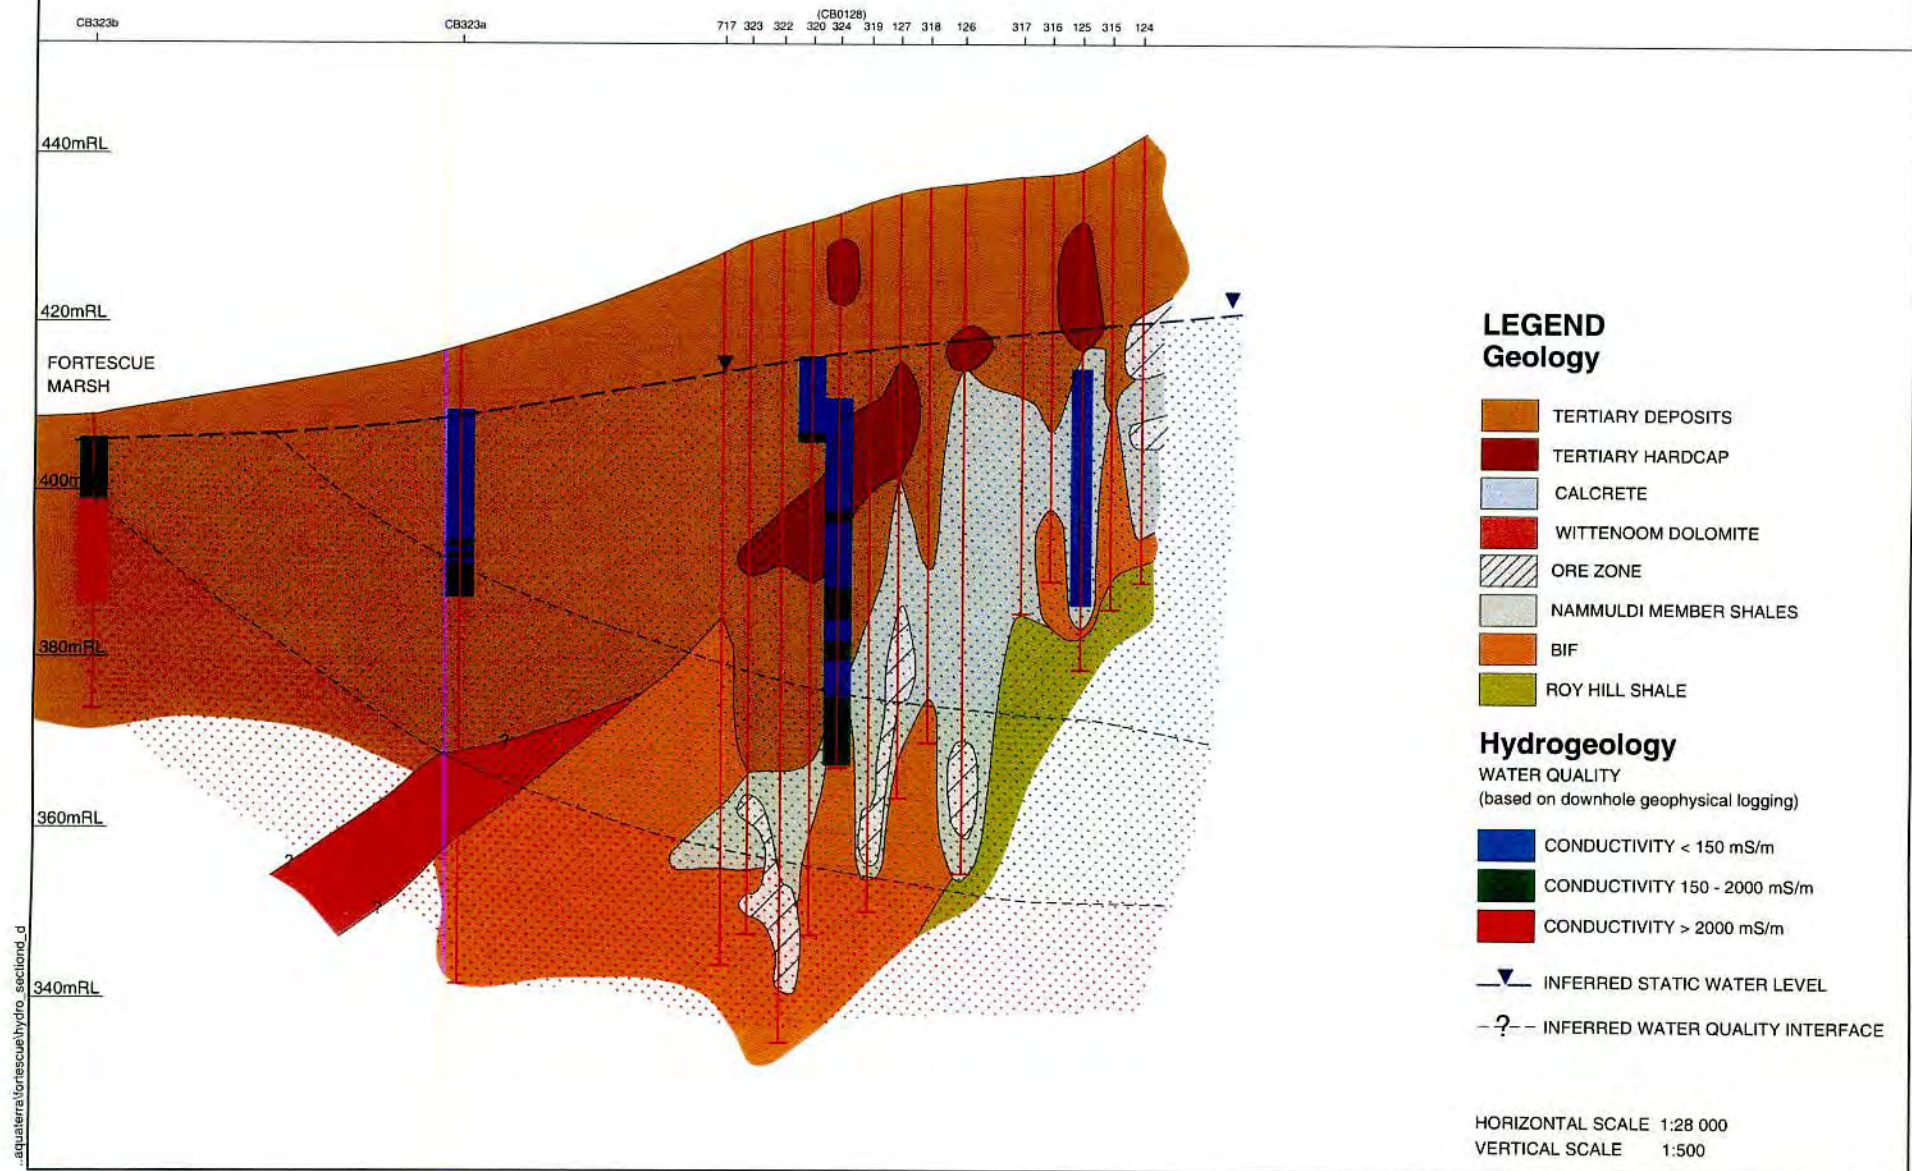 (CB0128)
CB323b CB323a 717 323 322 320 324 319 127 318 126 317 316 125 315 124
440mRL
420mRL
FORTESCUE
MARSH
400mRL
380mRL
?
360mRL
?
?
340mRL
..aquaterra\fortescue\hydro_sectiond_d
LEGEND
Geology
TERTIARY DEPOSITS
TERTIARY HARDCAP
CALCRETE
WITTENOOM DOLOMITE
ORE ZONE
NAMMULDI MEMBER SHALES
BIF
ROY HILL SHALE
Hydrogeology
WATER QUALITY
(based on downhole geophysical logging)
CONDUCTIVITY < 150 mS/m
CONDUCTIVITY 150 - 2000 mS/m
CONDUCTIVITY > 2000 mS/m
INFERRED STATIC WATER LEVEL
--?-- INFERRED WATER QUALITY INTERFACE
HORIZONTAL SCALE 1:28 000
VERTICAL SCALE 1:500